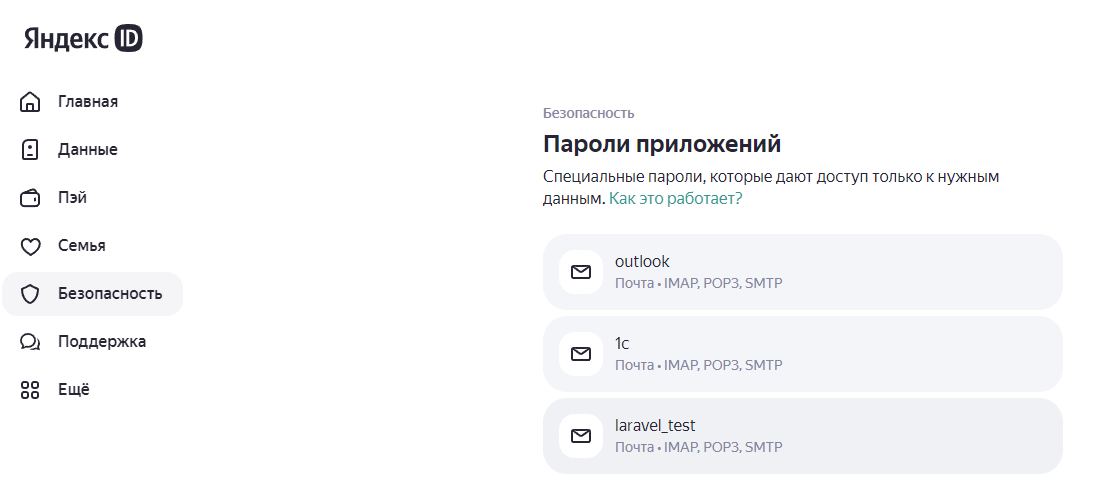 Яндекс ID
Главная
Данные
Пэй
Семья
Безопасность
Поддержка
Ещё
Безопасность
Пароли приложений
Специальные пароли, которые дают доступ только к нужным
данным. Как это работает?
outlook
Почта • IMAP, POP3, SMTP
1c
Почта • IMAP, POP3, SMTP
laravel_test
Почта • IMAP, POP3, SMTP